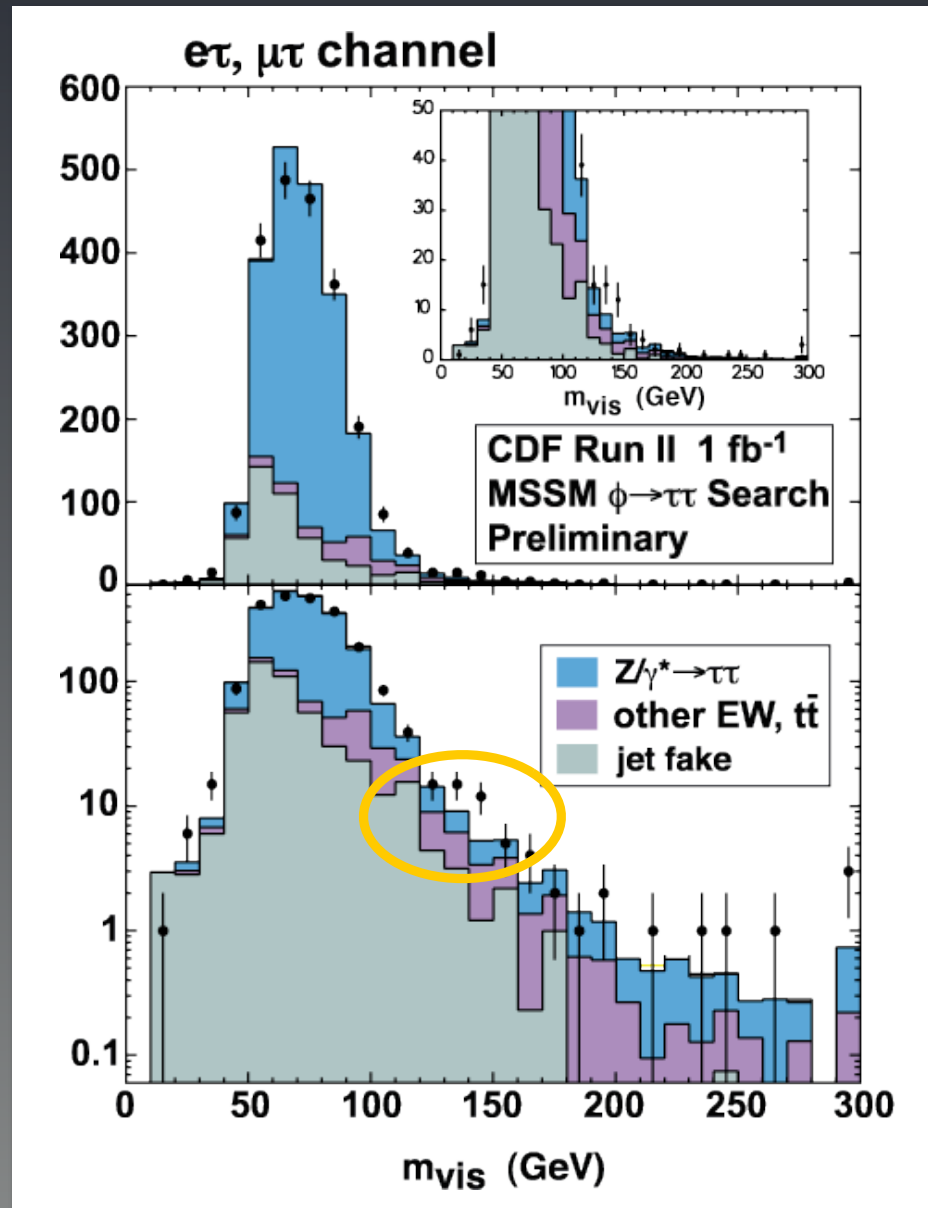 eτ, μτ channel
600
500
400
300
200
100
0
50
40
30
20
10
0
0 50 100 150 200 250 300
m_vis (GeV)
CDF Run II 1 fb⁻¹
MSSM ϕ→ττ Search
Preliminary
100
10
1
0.1
Z/γ*→ττ
other EW, tt̄
jet fake
0 50 100 150 200 250 300
m_vis (GeV)